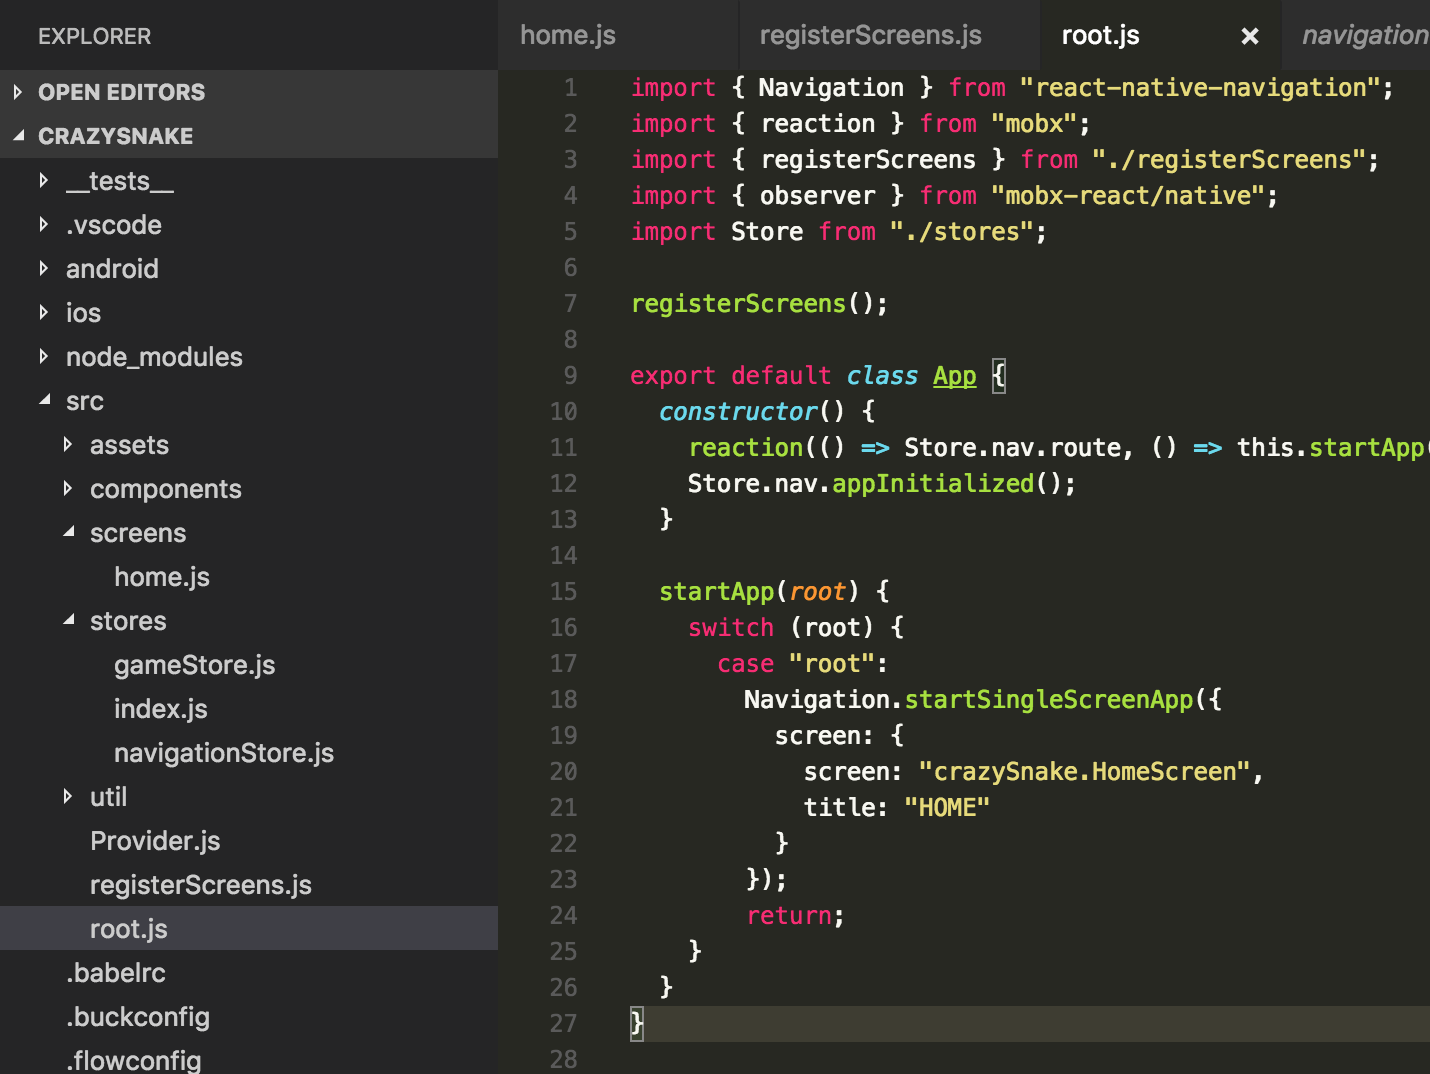 EXPLORER
OPEN EDITORS
CRAZYSNAKE
__tests__
.vscode
android
ios
node_modules
src
assets
components
screens
home.js
stores
gameStore.js
index.js
navigationStore.js
util
Provider.js
registerScreens.js
root.js
.babelrc
.buckconfig
.flowconfig
home.js registerScreens.js root.js × navigation
1 import { Navigation } from "react-native-navigation";
2 import { reaction } from "mobx";
3 import { registerScreens } from "./registerScreens";
4 import { observer } from "mobx-react/native";
5 import Store from "./stores";
6
7 registerScreens();
8
9 export default class App {
10   constructor() {
11     reaction(() => Store.nav.route, () => this.startApp(
12     Store.nav.appInitialized();
13   }
14
15   startApp(root) {
16     switch (root) {
17       case "root":
18         Navigation.startSingleScreenApp({
19           screen: {
20             screen: "crazySnake.HomeScreen",
21             title: "HOME"
22           }
23         });
24         return;
25     }
26   }
27 }
28